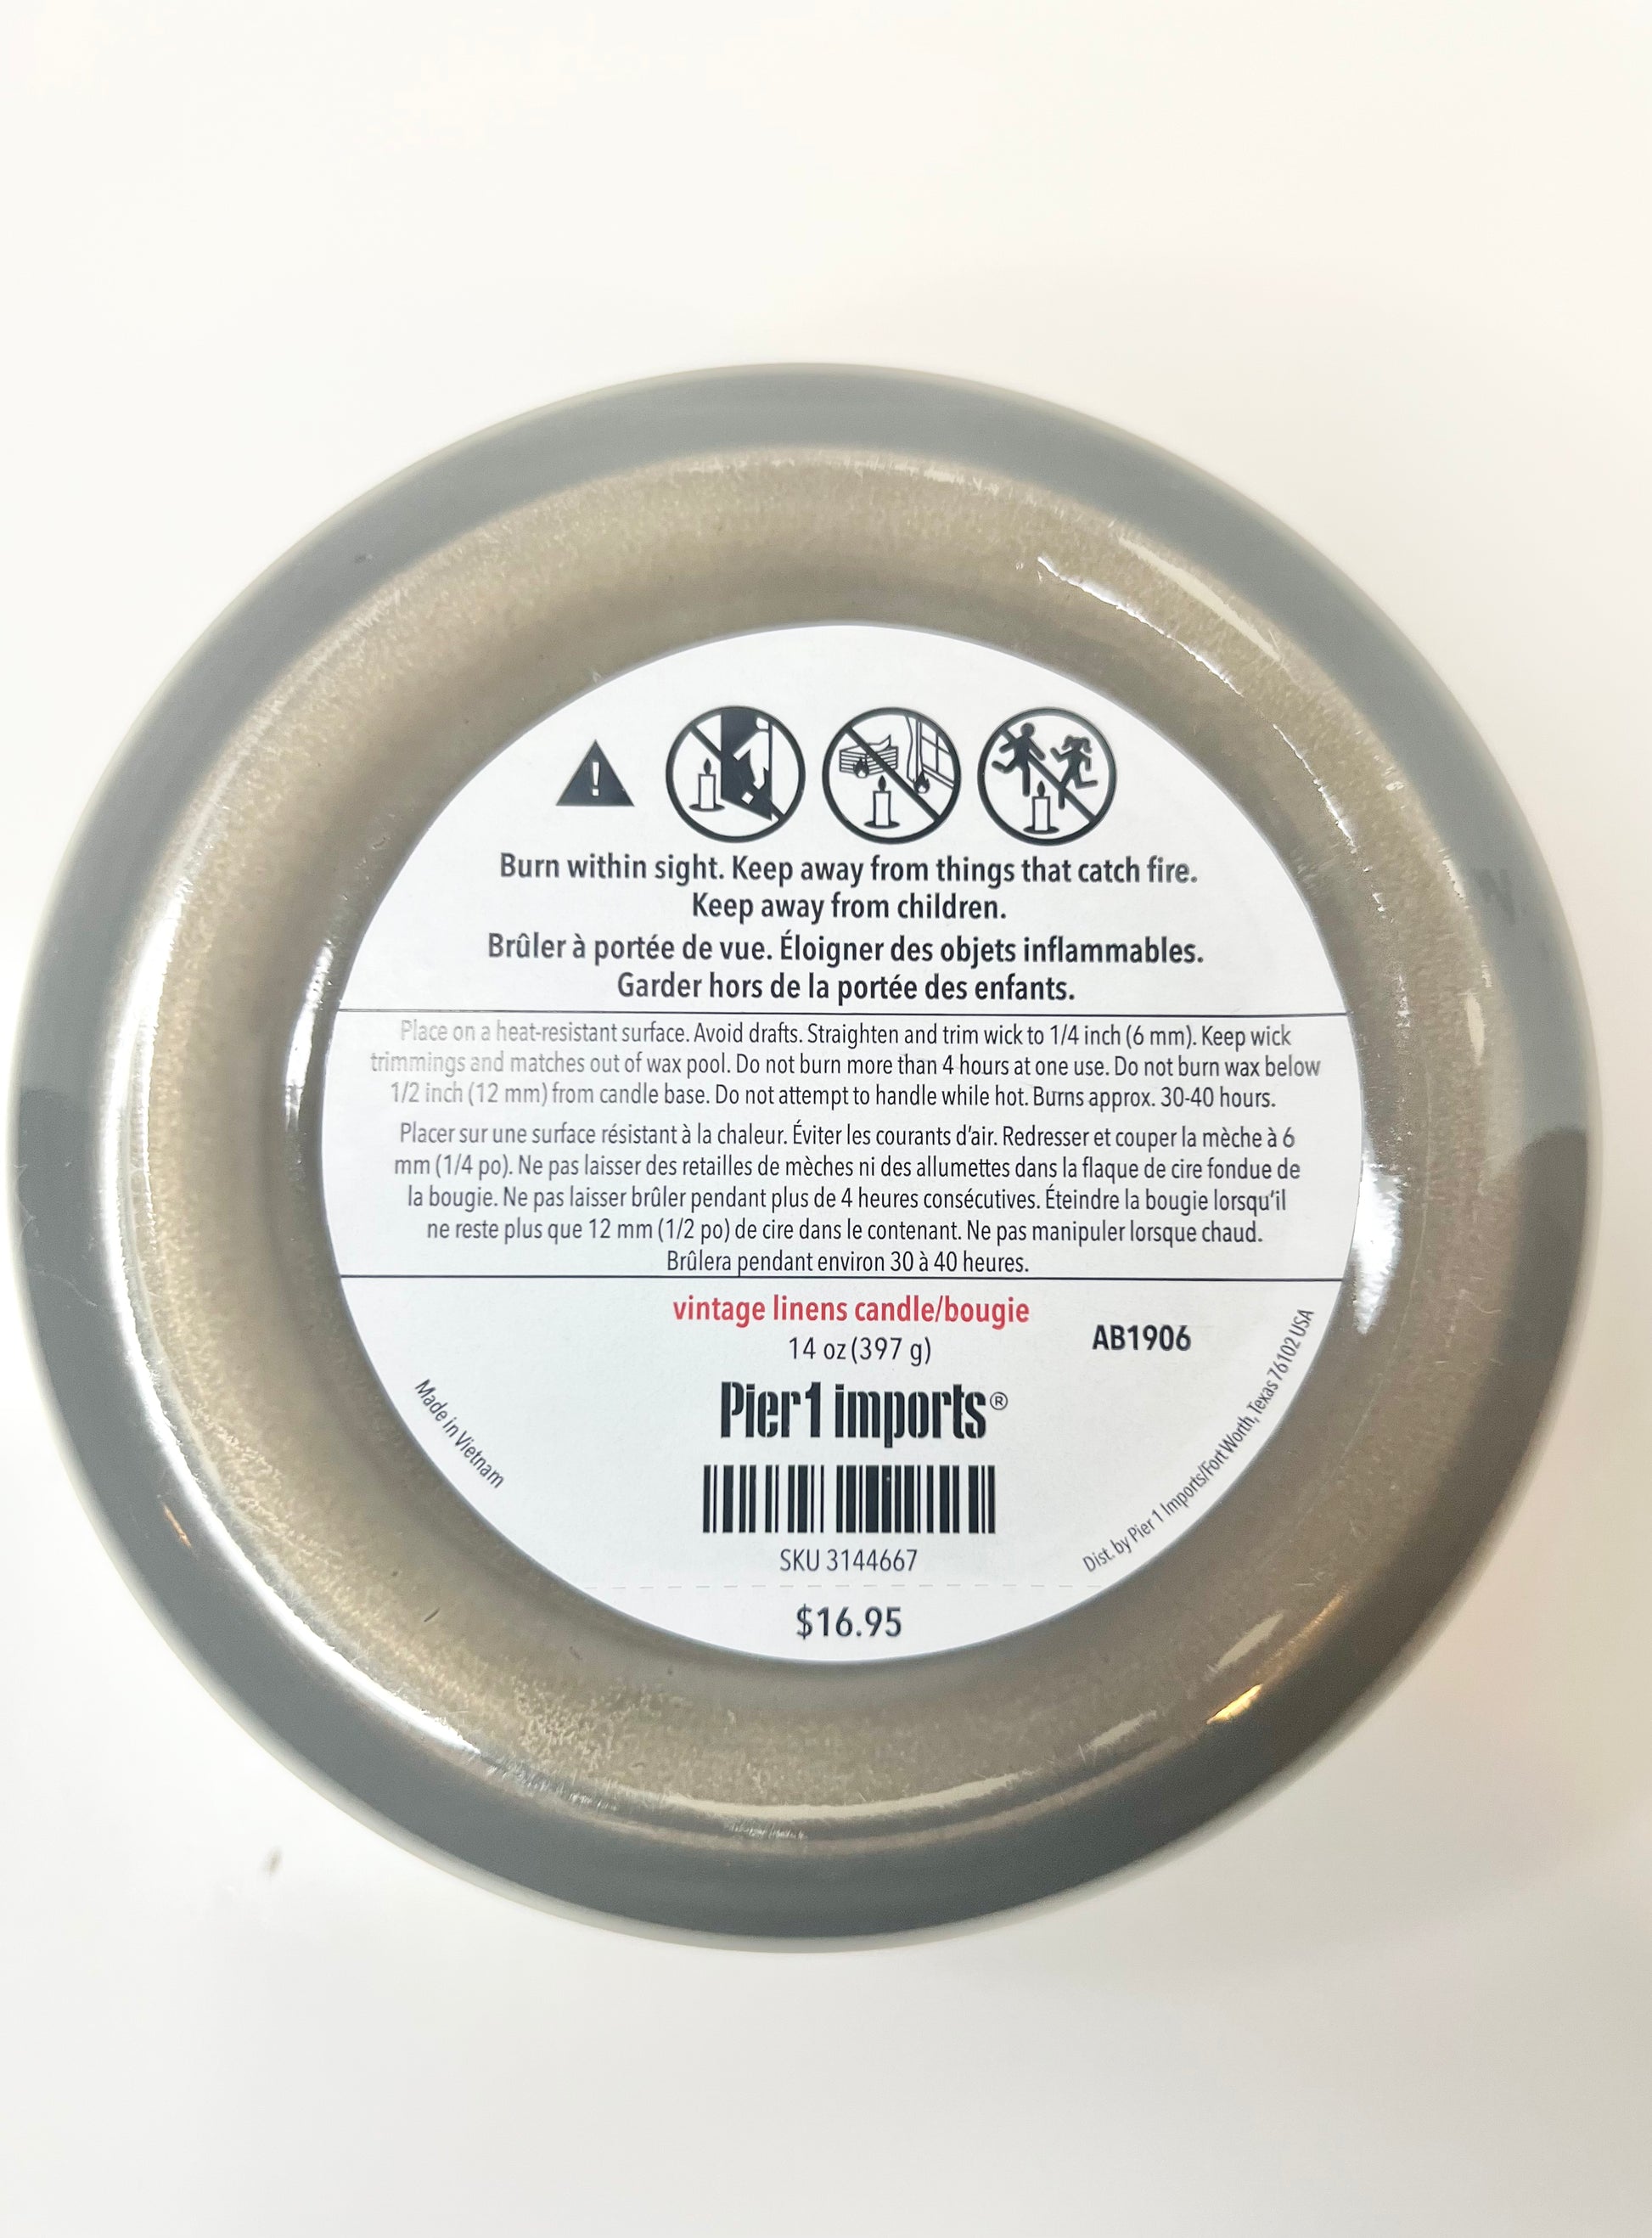 Burn within sight. Keep away from things that catch fire.
Keep away from children.
Brûler à portée de vue. Éloigner des objets inflammables.
Garder hors de la portée des enfants.
Place on a heat-resistant surface. Avoid drafts. Straighten and trim wick to 1/4 inch (6 mm). Keep wick
trimmings and matches out of wax pool. Do not burn more than 4 hours at one use. Do not burn wax below
1/2 inch (12 mm) from candle base. Do not attempt to handle while hot. Burns approx. 30-40 hours.
Placer sur une surface résistant à la chaleur. Éviter les courants d'air. Redresser et couper la mèche à 6
mm (1/4 po). Ne pas laisser des retailles de mèches ni des allumettes dans la flaque de cire fondue de
la bougie. Ne pas laisser brûler pendant plus de 4 heures consécutives. Éteindre la bougie lorsqu'il
ne reste plus que 12 mm (1/2 po) de cire dans le contenant. Ne pas manipuler lorsque chaud.
Brûlera pendant environ 30 à 40 heures.
vintage linens candle/bougie
14 oz (397 g)
AB1906
Pier1 imports®
Made in Vietnam
Dist. by Pier 1 Imports/Fort Worth, Texas 76102 USA
SKU 3144667
$16.95